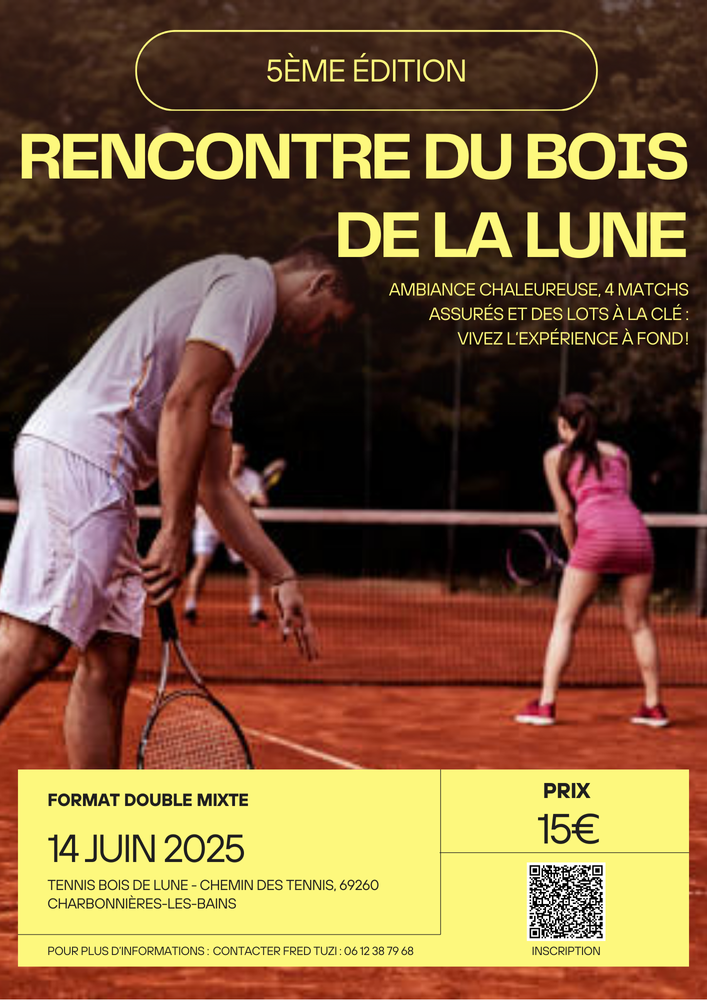 5ÈME ÉDITION
RENCONTRE DU BOIS
DE LA LUNE
AMBIANCE CHALEUREUSE, 4 MATCHS
ASSURÉS ET DES LOTS À LA CLÉ :
VIVEZ L'EXPÉRIENCE À FOND !
FORMAT DOUBLE MIXTE
14 JUIN 2025
TENNIS BOIS DE LUNE - CHEMIN DES TENNIS, 69260
CHARBONNIÈRES-LES-BAINS
POUR PLUS D'INFORMATIONS : CONTACTER FRED TUZI : 06 12 38 79 68
PRIX
15€
INSCRIPTION